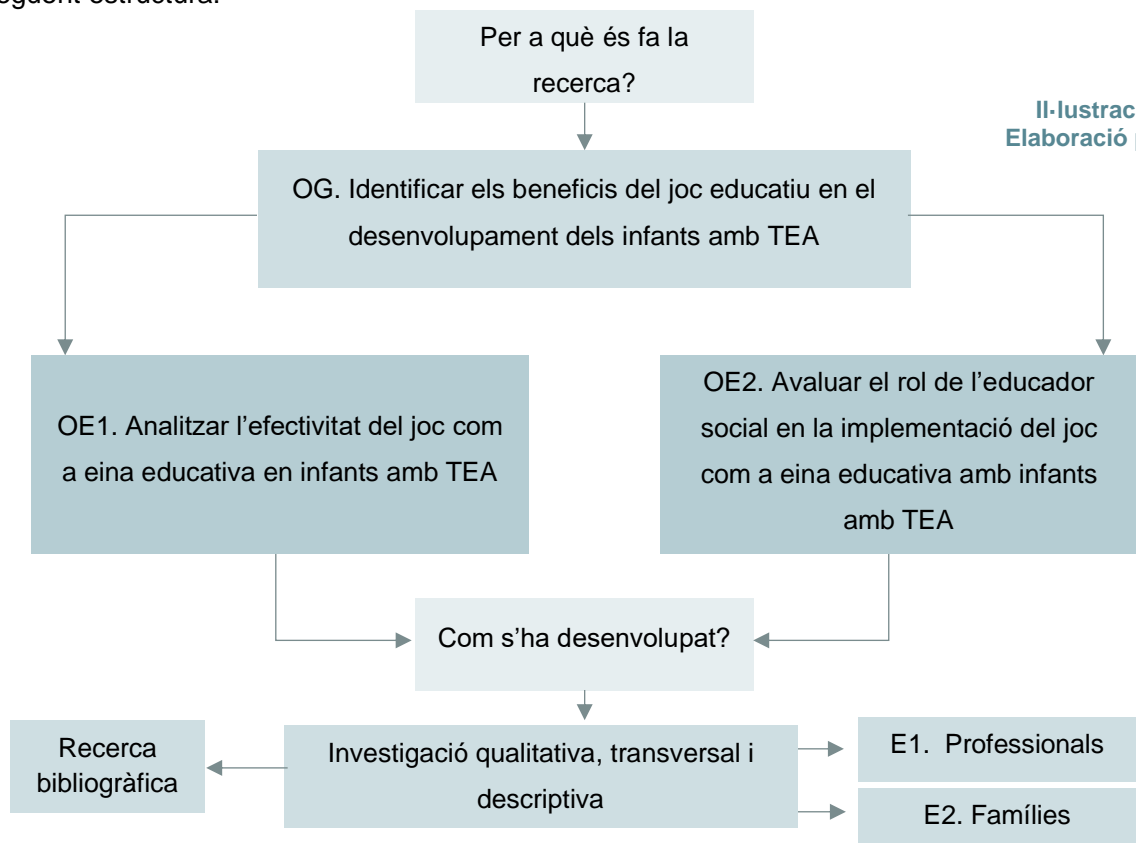 estructura:
Per a què és fa la
recerca?
Elaboració
OG. Identificar els beneficis del joc educatiu en el
desenvolupament dels infants amb TEA
OE1. Analitzar l’efectivitat del joc com
a eina educativa en infants amb TEA
OE2. Avaluar el rol de l’educador
social en la implementació del joc
com a eina educativa amb infants
amb TEA
Com s’ha desenvolupat?
Recerca
bibliogràfica
Investigació qualitativa, transversal i
descriptiva
E1. Professionals
E2. Famílies